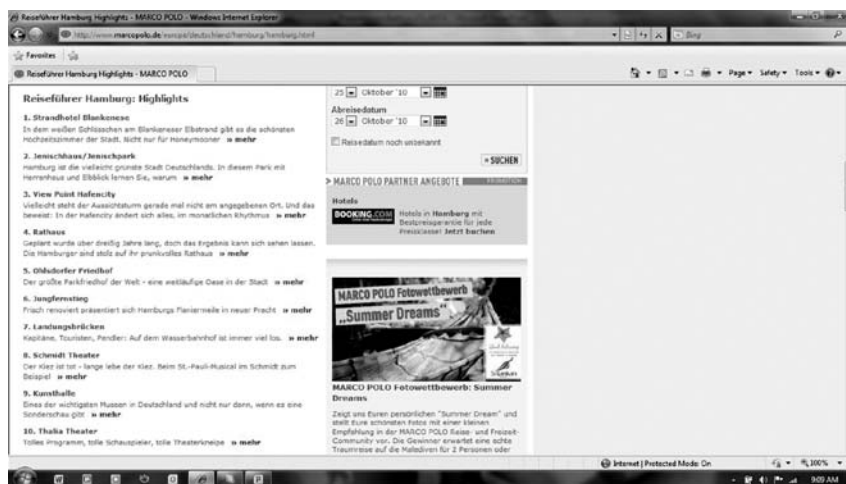 Reiseführer Hamburg Highlights - MARCO POLO - Windows Internet Explorer
http://www.marcopolo.de/europa/deutschland/hamburg/hamburg.html
Bing
Favorites
Reiseführer Hamburg Highlights - MARCO POLO
Page Safety Tools
Reiseführer Hamburg: Highlights
1. Strandhotel Blankenese
In dem weißen Schlösschen am Blankeneser Elbstrand gibt es die schönsten
Hochzeitszimmer der Stadt. Nicht nur für Honeymooner » mehr
2. Jenischhaus/Jenischpark
Hamburg ist die vielleicht grünste Stadt Deutschlands. In diesem Park mit
Herrenhaus und Elbblick lernen Sie, warum » mehr
3. View Point Hafencity
Vielleicht steht der Aussichtsturm gerade mal nicht am angegebenen Ort. Und das
beweist: In der Hafencity ändert sich alles, im monatlichen Rhythmus » mehr
4. Rathaus
Geplant wurde über dreißig Jahre lang, doch das Ergebnis kann sich sehen lassen.
Die Hamburger sind stolz auf ihr prunkvolles Rathaus » mehr
5. Ohlsdorfer Friedhof
Der größte Parkfriedhof der Welt - eine weitläufige Oase in der Stadt » mehr
6. Jungfernstieg
Frisch renoviert präsentiert sich Hamburgs Flaniermeile in neuer Pracht » mehr
7. Landungsbrücken
Kapitäne, Touristen, Pendler: Auf dem Wasserbahnhof ist immer viel los. » mehr
8. Schmidt Theater
Der Kiez ist tot - lange lebe der Kiez. Beim St.-Pauli-Musical im Schmidt zum
Beispiel » mehr
9. Kunsthalle
Eines der wichtigsten Museen in Deutschland und nicht nur dann, wenn es eine
Sonderschau gibt » mehr
10. Thalia Theater
Tolles Programm, tolle Schauspieler, tolle Theaterkneipe » mehr
25 Oktober '10
Abreisedatum
26 Oktober '10
Reisedatum noch unbekannt
» SUCHEN
> MARCO POLO PARTNER ANGEBOTE PROMOTION
Hotels
BOOKING.COM
Hotels in Hamburg mit
Bestpreisgarantie für jede
Preisklasse! Jetzt buchen
MARCO POLO Fotowettbewerb
„Summer Dreams"
MARCO POLO Fotowettbewerb: Summer
Dreams
Zeigt uns Euren persönlichen "Summer Dream" und
stellt Eure schönsten Fotos mit einer kleinen
Empfehlung in der MARCO POLO Reise- und Freizeit-
Community vor. Die Gewinner erwartet eine echte
Traumreise auf die Malediven für 2 Personen oder
Internet | Protected Mode: On
100%
9:09 AM